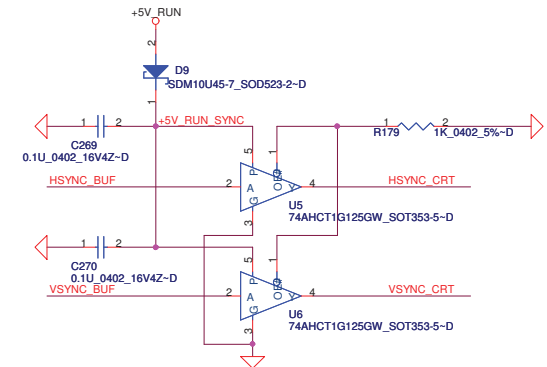 +5V_RUN
2
D9
SDM10U45-7_SOD523-2~D
1
+5V_RUN_SYNC
1 2
C269
0.1U_0402_16V4Z~D
1 2
R179
1K_0402_5%~D
5
1
P
OE#
HSYNC_BUF
2
A
Y
4
HSYNC_CRT
G
3
U5
74AHCT1G125GW_SOT353-5~D
1 2
C270
0.1U_0402_16V4Z~D
5
1
P
OE#
VSYNC_BUF
2
A
Y
4
VSYNC_CRT
G
3
U6
74AHCT1G125GW_SOT353-5~D